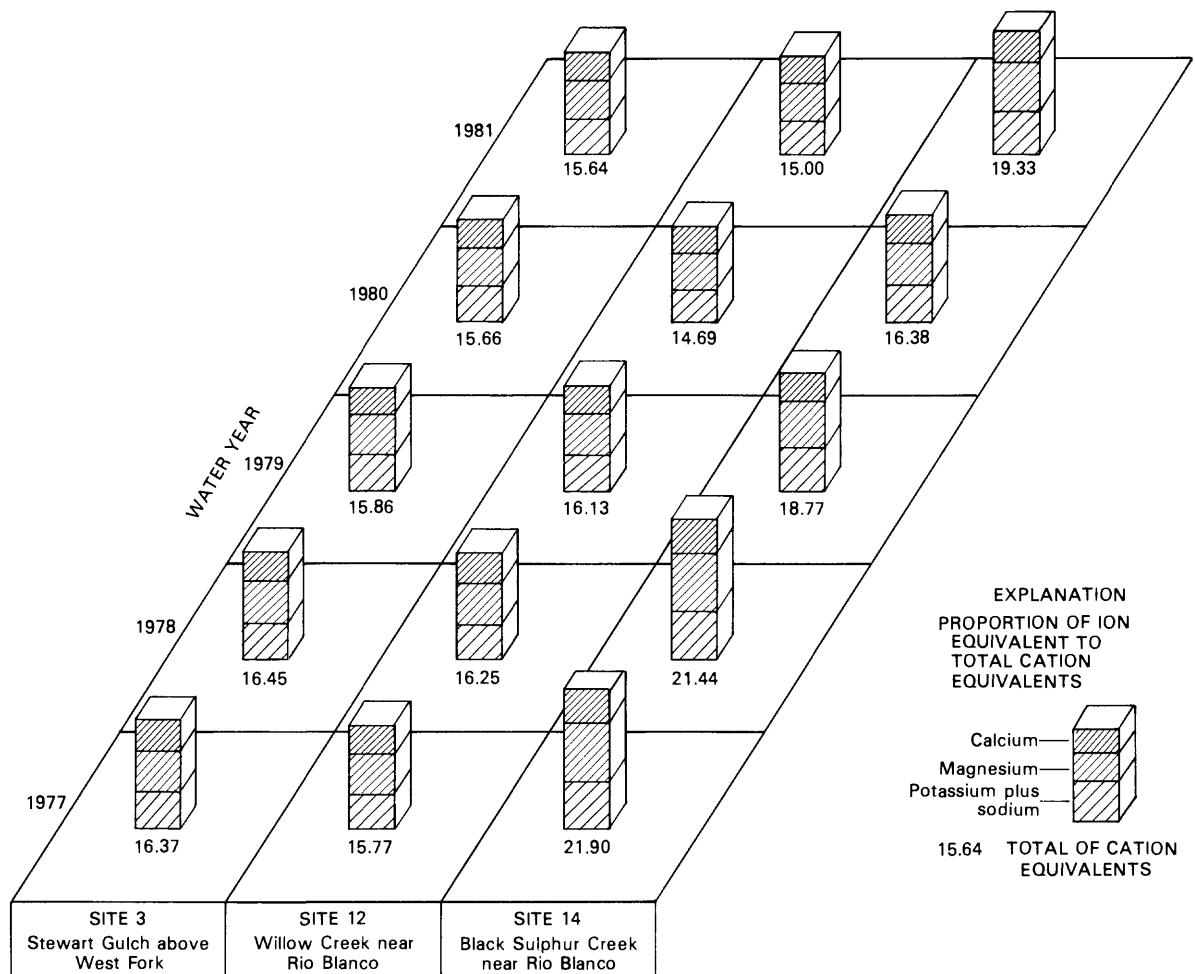 1981
15.64
15.00
19.33
1980
15.66
14.69
16.38
WATER YEAR
1979
15.86
16.13
18.77
1978
16.45
16.25
21.44
1977
16.37
15.77
21.90
EXPLANATION
PROPORTION OF ION
EQUIVALENT TO
TOTAL CATION
EQUIVALENTS
Calcium
Magnesium
Potassium plus
sodium
15.64 TOTAL OF CATION
EQUIVALENTS
SITE 3
Stewart Gulch above
West Fork
SITE 12
Willow Creek near
Rio Blanco
SITE 14
Black Sulphur Creek
near Rio Blanco